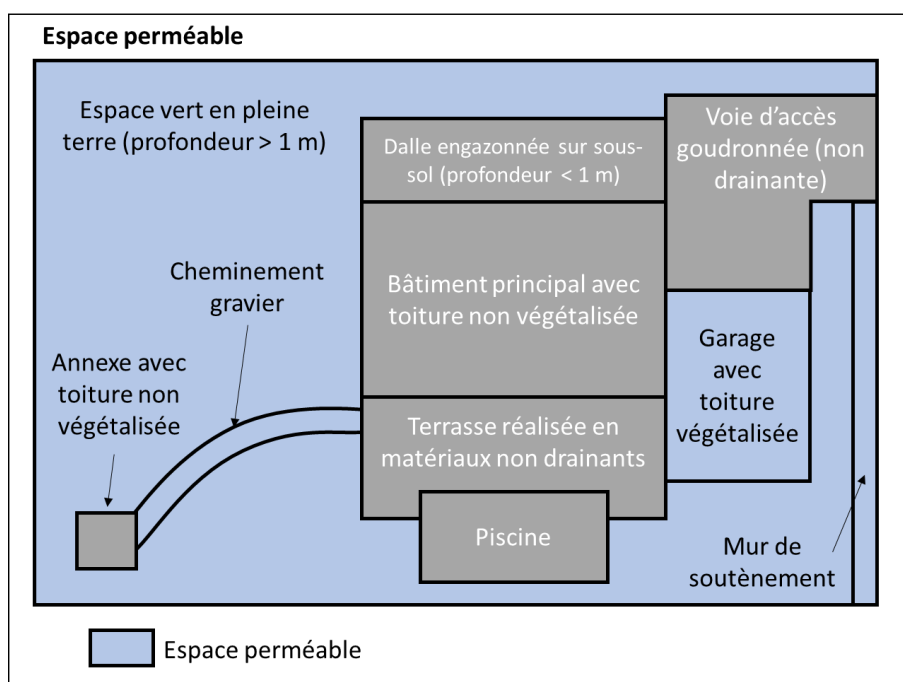 Espace perméable
Espace vert en pleine
terre (profondeur > 1 m)
Dalle engazonnée sur sous-
sol (profondeur < 1 m)
Voie d'accès
goudronnée (non
drainante)
Cheminement
gravier
Bâtiment principal avec
toiture non végétalisée
Garage
avec
toiture
végétalisée
Annexe avec
toiture non
végétalisée
Terrasse réalisée en
matériaux non drainants
Piscine
Mur de
soutènement
Espace perméable